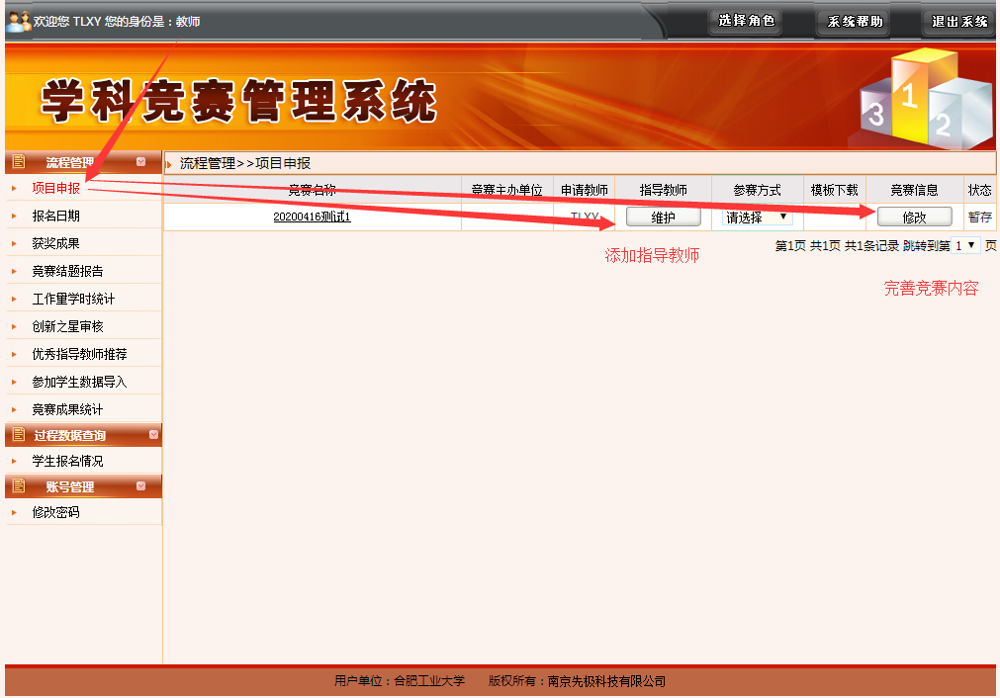 欢迎您 TLXY 您的身份是：教师
选择角色
系统帮助
退出系统
学科竞赛管理系统
1
2
3
流程管理
流程管理>>项目申报
项目申报
竞赛名称 竞赛主办单位 申请教师 指导教师 参赛方式 模板下载 竞赛信息 状态
20200416测试1 TLXY 维护 请选择 修改 暂存
报名日期
第1页 共1页 共1条记录 跳转到第 1 页
添加指导教师
完善竞赛内容
获奖成果
竞赛结题报告
工作量学时统计
创新之星审核
优秀指导教师推荐
参加学生数据导入
竞赛成果统计
过程数据查询
学生报名情况
账号管理
修改密码
用户单位：合肥工业大学 版权所有：南京先极科技有限公司